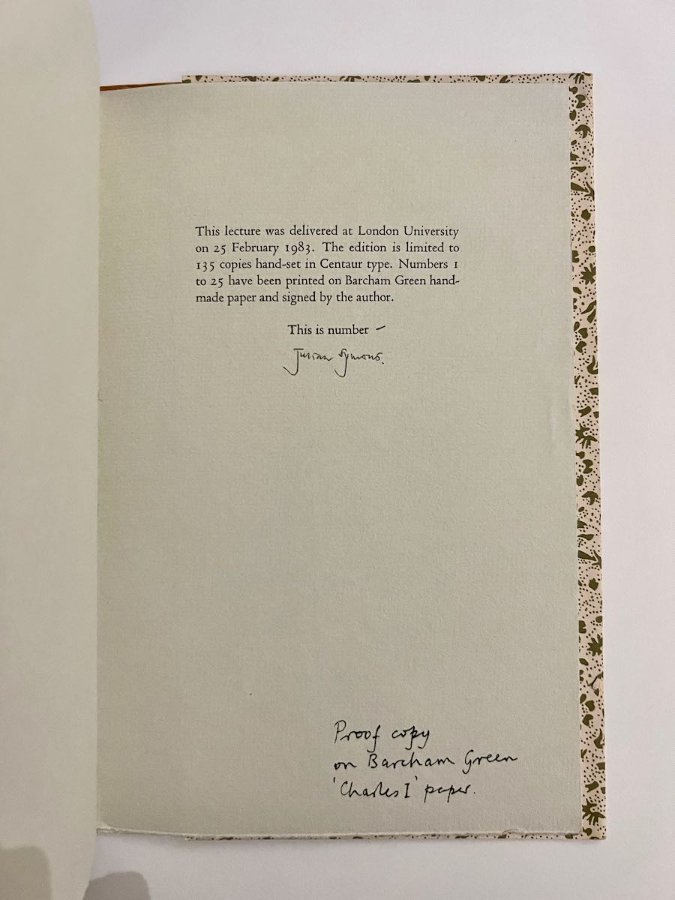 This lecture was delivered at London University
on 25 February 1983. The edition is limited to
135 copies hand-set in Centaur type. Numbers 1
to 25 have been printed on Barcham Green hand-
made paper and signed by the author.
This is number –
Julian Symons.
Proof copy
on Barcham Green
'Charles I' paper.